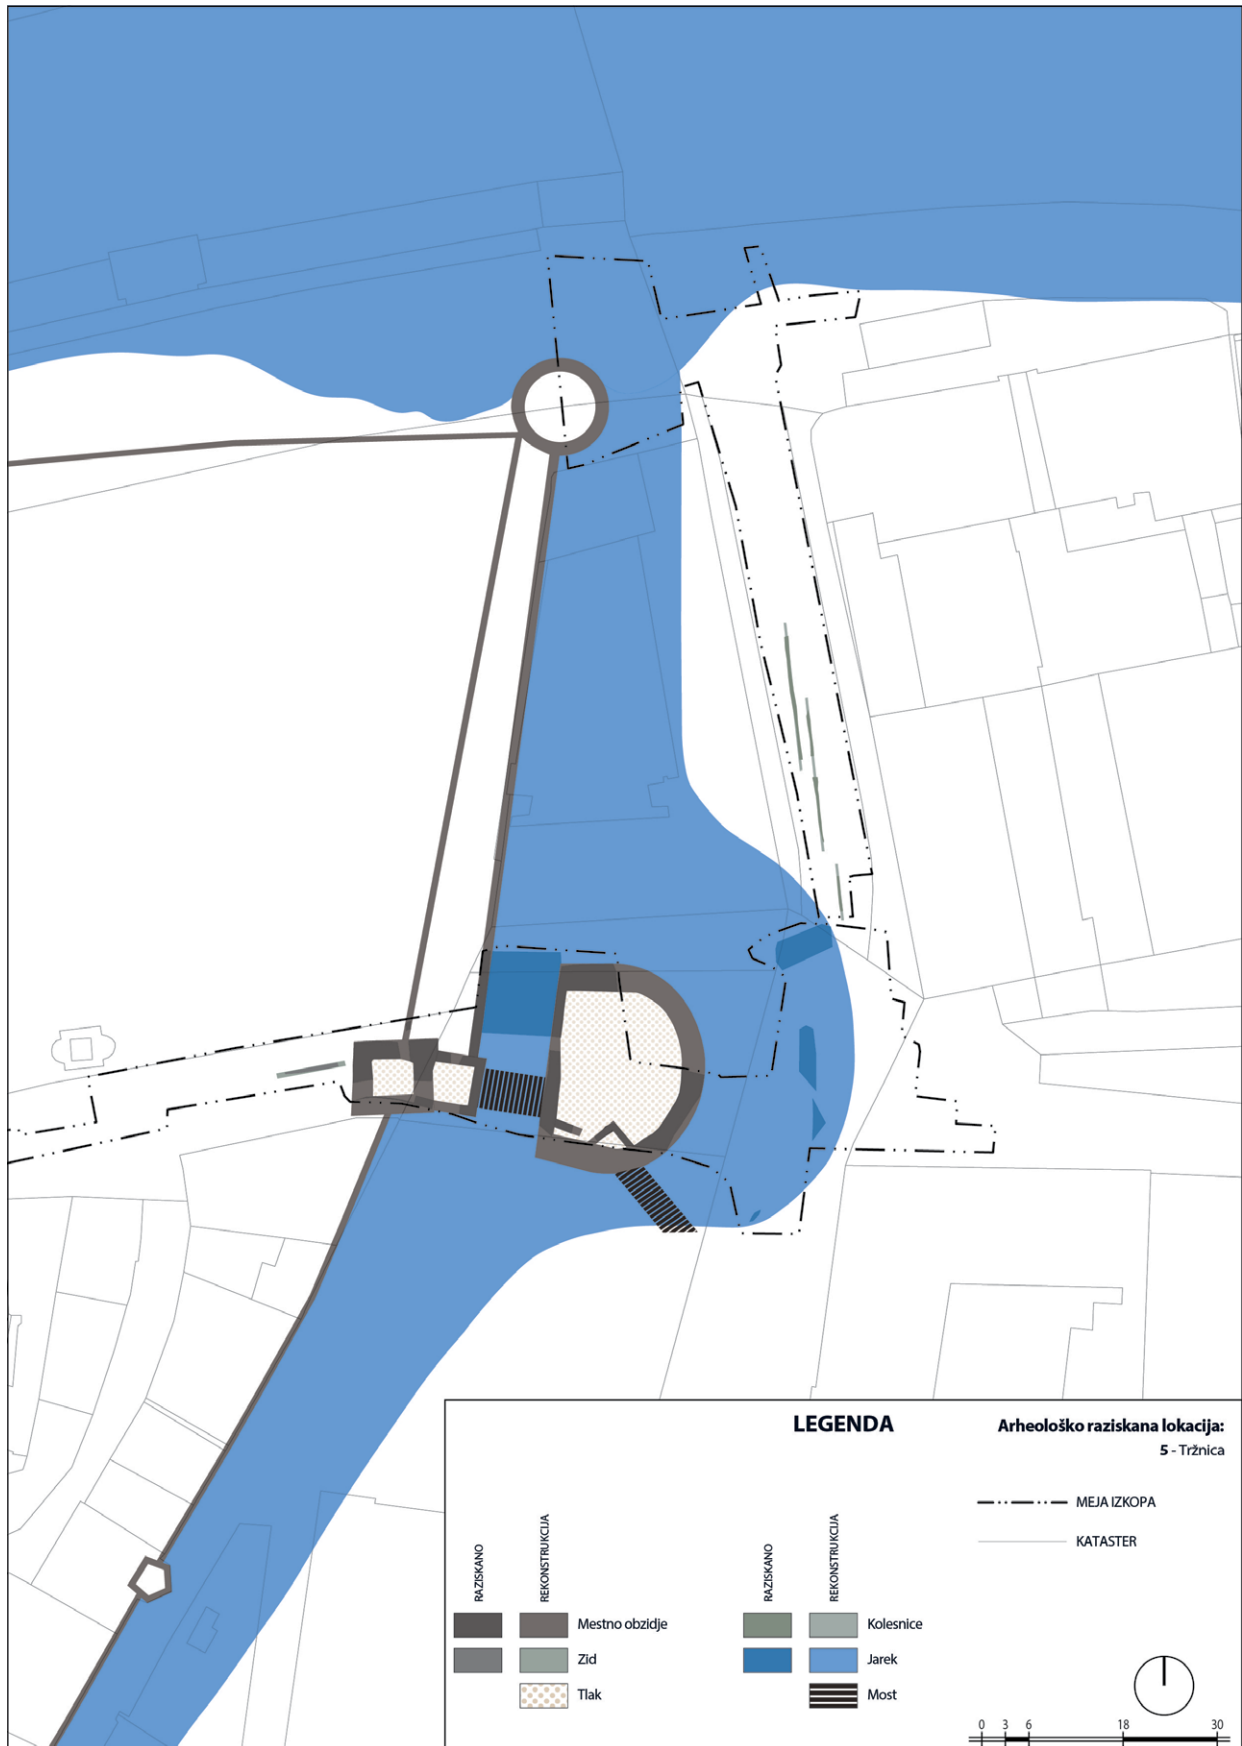 LEGENDA
Arheološko raziskana lokacija:
5 - Tržnica
MEJA IZKOPA
KATASTER
RAZISKANO
REKONSTRUKCIJA
Mestno obzidje
Zid
Tlak
RAZISKANO
REKONSTRUKCIJA
Kolesnice
Jarek
Most
0 3 6 18 30